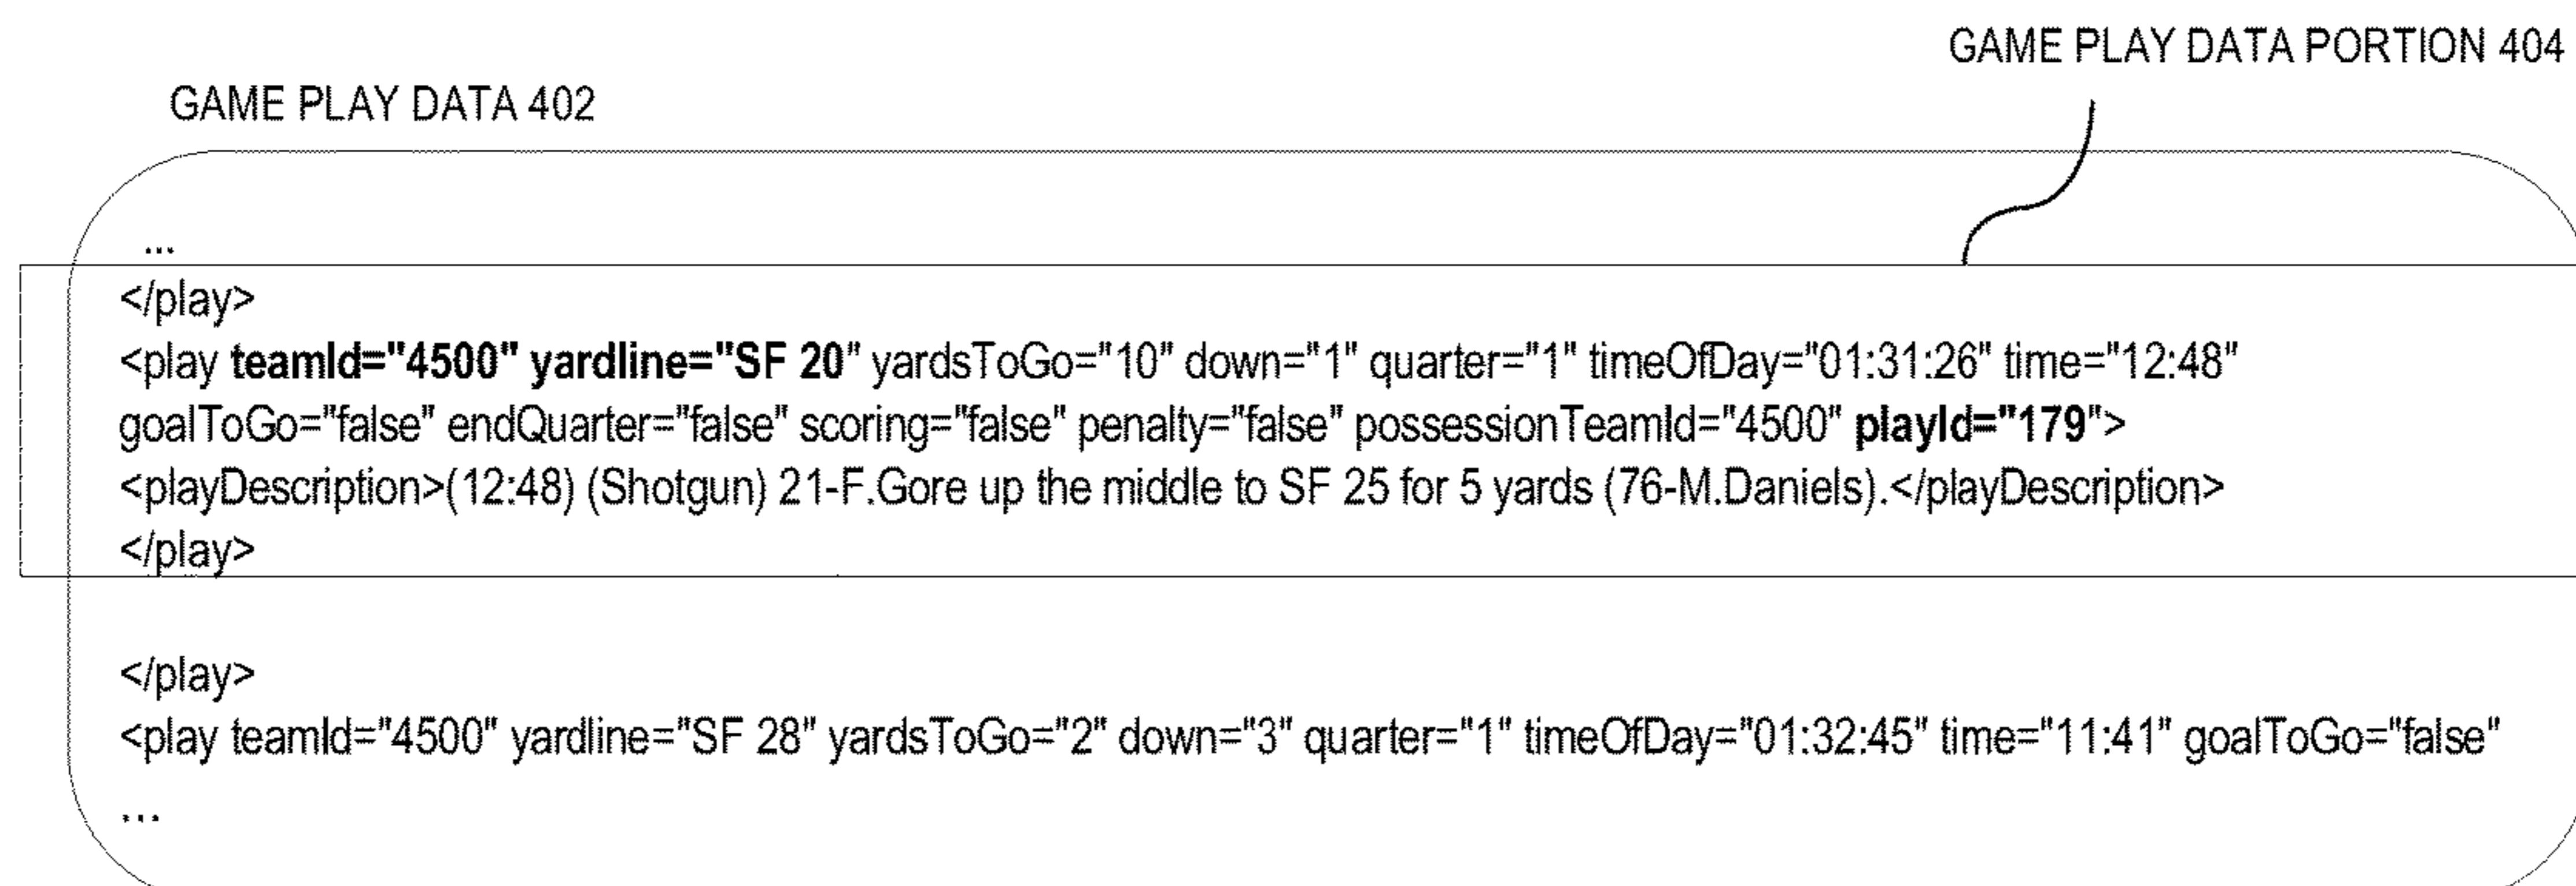 GAME PLAY DATA PORTION 404
GAME PLAY DATA 402
...
</play>
<play teamId="4500" yardline="SF 20" yardsToGo="10" down="1" quarter="1" timeOfDay="01:31:26" time="12:48"
goalToGo="false" endQuarter="false" scoring="false" penalty="false" possessionTeamId="4500" playId="179">
<playDescription>(12:48) (Shotgun) 21-F.Gore up the middle to SF 25 for 5 yards (76-M.Daniels).</playDescription>
</play>
</play>
<play teamId="4500" yardline="SF 28" yardsToGo="2" down="3" quarter="1" timeOfDay="01:32:45" time="11:41" goalToGo="false"
...